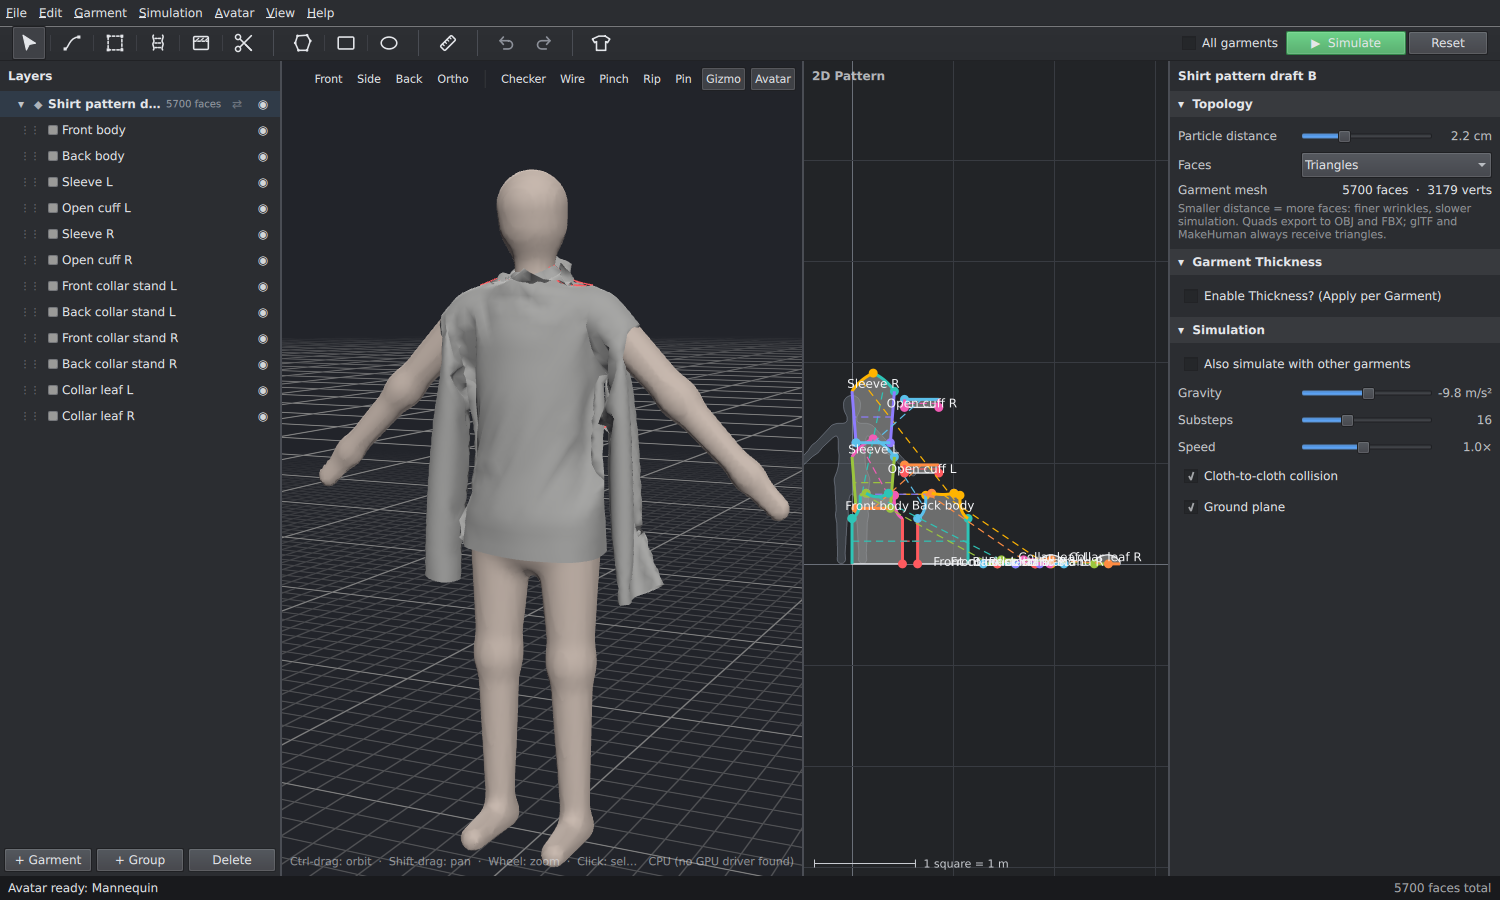 File Edit Garment Simulation Avatar View Help
All garments Simulate Reset
Layers
Shirt pattern d... 5700 faces
Front body
Back body
Sleeve L
Open cuff L
Sleeve R
Open cuff R
Front collar stand L
Back collar stand L
Front collar stand R
Back collar stand R
Collar leaf L
Collar leaf R
+ Garment + Group Delete
Front Side Back Ortho Checker Wire Pinch Rip Pin Gizmo Avatar
Ctrl-drag: orbit · Shift-drag: pan · Wheel: zoom · Click: sel... CPU (no GPU driver found)
2D Pattern
Sleeve R
Open cuff R
Sleeve L
Open cuff L
Front body Back body
Collar leaf R
1 square = 1 m
Shirt pattern draft B
Topology
Particle distance 2.2 cm
Faces Triangles
Garment mesh 5700 faces · 3179 verts
Smaller distance = more faces: finer wrinkles, slower
simulation. Quads export to OBJ and FBX; glTF and
MakeHuman always receive triangles.
Garment Thickness
Enable Thickness? (Apply per Garment)
Simulation
Also simulate with other garments
Gravity -9.8 m/s²
Substeps 16
Speed 1.0×
Cloth-to-cloth collision
Ground plane
Avatar ready: Mannequin 5700 faces total